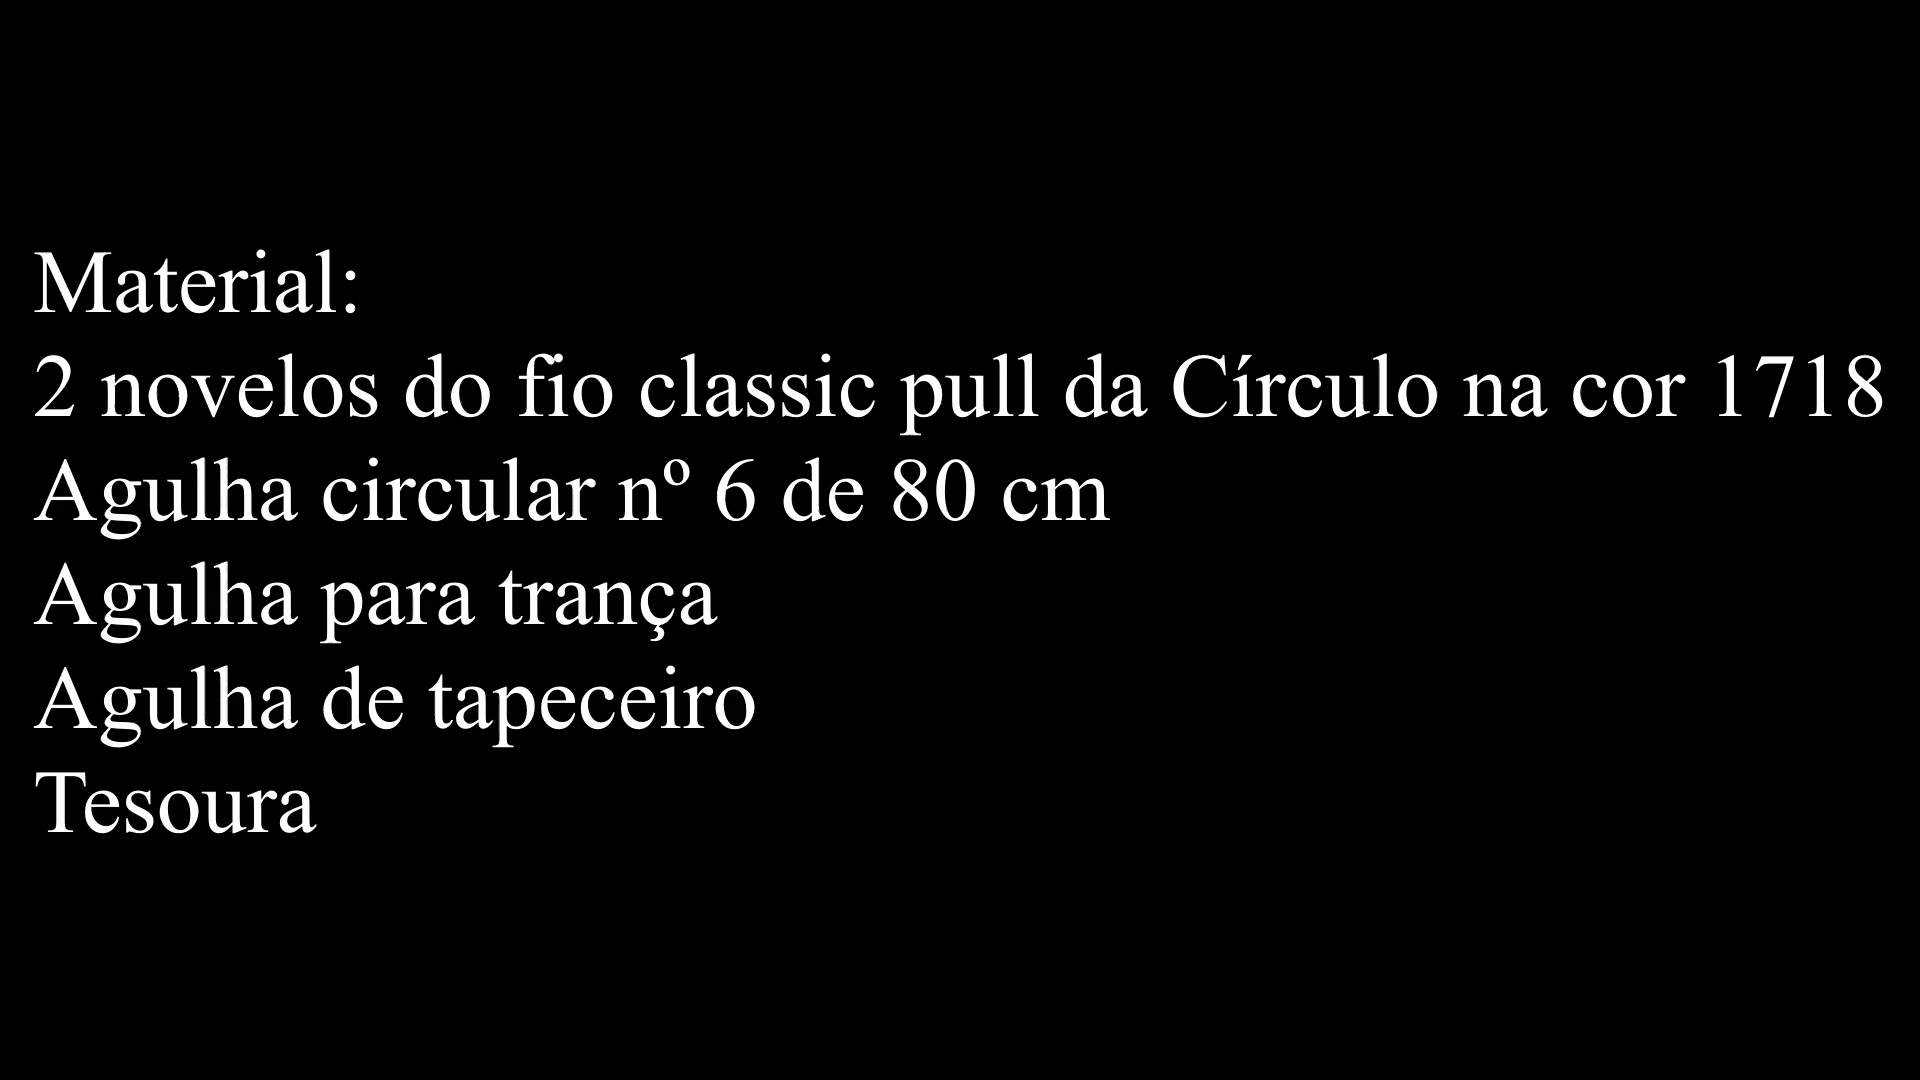 Material:
2 novelos do fio classic pull da Círculo na cor 1718
Agulha circular nº 6 de 80 cm
Agulha para trança
Agulha de tapeceiro
Tesoura